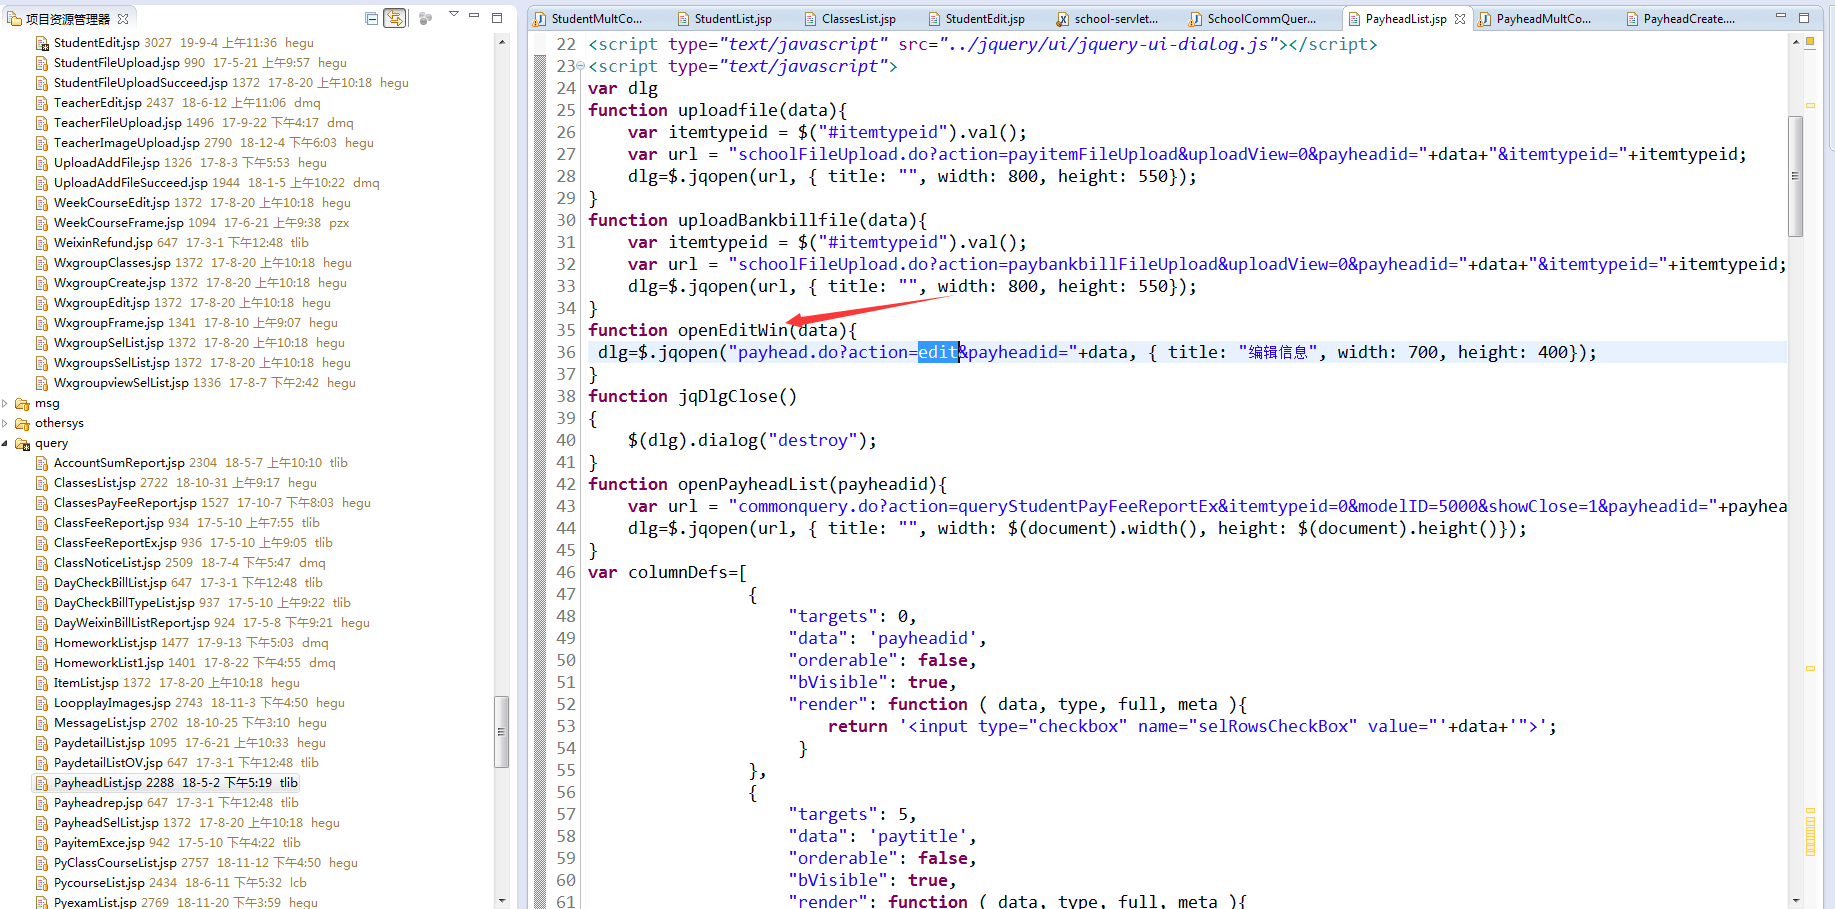 项目资源管理器
StudentEdit.jsp 3027 19-9-4 上午11:36 hegu
StudentFileUpload.jsp 990 17-5-21 上午9:57 hegu
StudentFileUploadSucceed.jsp 1372 17-8-20 上午10:18 hegu
TeacherEdit.jsp 2437 18-6-12 上午11:06 dmq
TeacherFileUpload.jsp 1496 17-9-22 下午4:17 dmq
TeacherImageUpload.jsp 2790 18-12-4 下午6:03 hegu
UploadAddFile.jsp 1326 17-8-3 下午5:53 hegu
UploadAddFileSucceed.jsp 1944 18-1-5 上午10:22 dmq
WeekCourseEdit.jsp 1372 17-8-20 上午10:18 hegu
WeekCourseFrame.jsp 1094 17-6-21 上午9:38 pzx
WeixinRefund.jsp 647 17-3-1 下午12:48 tlib
WxgroupClasses.jsp 1372 17-8-20 上午10:18 hegu
WxgroupCreate.jsp 1372 17-8-20 上午10:18 hegu
WxgroupEdit.jsp 1372 17-8-20 上午10:18 hegu
WxgroupFrame.jsp 1341 17-8-10 上午9:07 hegu
WxgroupSelList.jsp 1372 17-8-20 上午10:18 hegu
WxgroupsSelList.jsp 1372 17-8-20 上午10:18 hegu
WxgroupviewSelList.jsp 1336 17-8-7 下午2:42 hegu
msg
othersys
query
AccountSumReport.jsp 2304 18-5-7 上午10:10 tlib
ClassesList.jsp 2722 18-10-31 上午9:17 hegu
ClassesPayFeeReport.jsp 1527 17-10-7 下午8:03 hegu
ClassFeeReport.jsp 934 17-5-10 上午7:55 tlib
ClassFeeReportEx.jsp 936 17-5-10 上午9:05 tlib
ClassNoticeList.jsp 2509 18-7-4 下午5:47 dmq
DayCheckBillList.jsp 647 17-3-1 下午12:48 tlib
DayCheckBillTypeList.jsp 937 17-5-10 上午9:22 tlib
DayWeixinBillListReport.jsp 924 17-5-8 下午9:21 hegu
HomeworkList.jsp 1477 17-9-13 下午5:03 dmq
HomeworkList1.jsp 1401 17-8-22 下午4:55 dmq
ItemList.jsp 1372 17-8-20 上午10:18 hegu
LoopplayImages.jsp 2743 18-11-3 下午4:50 hegu
MessageList.jsp 2702 18-10-25 下午3:10 hegu
PaydetailList.jsp 1095 17-6-21 上午10:33 hegu
PaydetailListOV.jsp 647 17-3-1 下午12:48 tlib
PayheadList.jsp 2288 18-5-2 下午5:19 tlib
Payheadrep.jsp 647 17-3-1 下午12:48 tlib
PayheadSelList.jsp 1372 17-8-20 上午10:18 hegu
PayitemExce.jsp 942 17-5-10 下午4:22 tlib
PyClassCourseList.jsp 2757 18-11-12 下午4:50 hegu
PycourseList.jsp 2434 18-6-11 下午5:32 lcb
PyexamList.jsp 2769 18-11-20 下午3:59 hegu
StudentMultCo... StudentList.jsp ClassesList.jsp StudentEdit.jsp school-servlet... SchoolCommQuer... PayheadList.jsp PayheadMultCo... PayheadCreate....
22 <script type="text/javascript" src="../jquery/ui/jquery-ui-dialog.js"></script>
23 <script type="text/javascript">
24 var dlg
25 function uploadfile(data){
26 var itemtypeid = $("#itemtypeid").val();
27 var url = "schoolFileUpload.do?action=payitemFileUpload&uploadView=0&payheadid="+data+"&itemtypeid="+itemtypeid;
28 dlg=$.jqopen(url, { title: "", width: 800, height: 550});
29 }
30 function uploadBankbillfile(data){
31 var itemtypeid = $("#itemtypeid").val();
32 var url = "schoolFileUpload.do?action=paybankbillFileUpload&uploadView=0&payheadid="+data+"&itemtypeid="+itemtypeid;
33 dlg=$.jqopen(url, { title: "", width: 800, height: 550});
34 }
35 function openEditWin(data){
36 dlg=$.jqopen("payhead.do?action=edit&payheadid="+data, { title: "编辑信息", width: 700, height: 400});
37 }
38 function jqDlgClose()
39 {
40 $(dlg).dialog("destroy");
41 }
42 function openPayheadList(payheadid){
43 var url = "commonquery.do?action=queryStudentPayFeeReportEx&itemtypeid=0&modelID=5000&showClose=1&payheadid="+payhea
44 dlg=$.jqopen(url, { title: "", width: $(document).width(), height: $(document).height()});
45 }
46 var columnDefs=[
47 {
48 "targets": 0,
49 "data": 'payheadid',
50 "orderable": false,
51 "bVisible": true,
52 "render": function ( data, type, full, meta ){
53 return '<input type="checkbox" name="selRowsCheckBox" value="'+data+'">';
54 }
55 },
56 {
57 "targets": 5,
58 "data": 'paytitle',
59 "orderable": false,
60 "bVisible": true,
61 "render": function ( data, type, full, meta ){